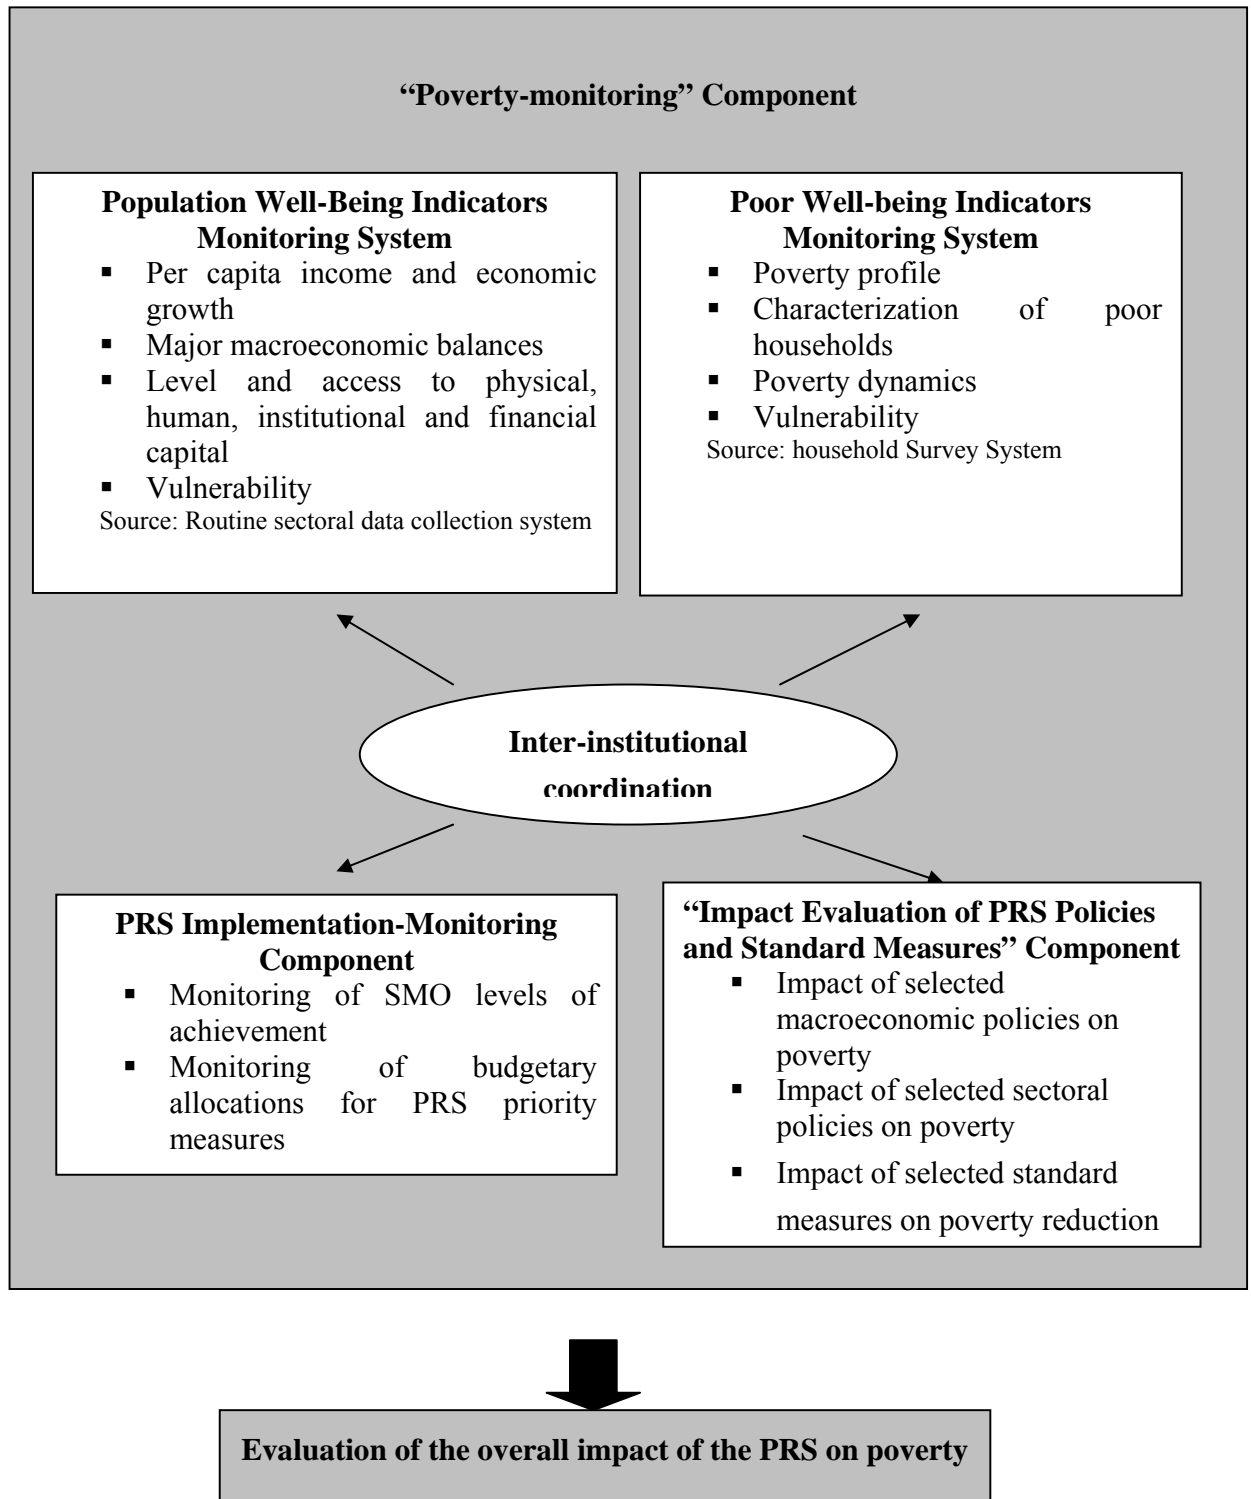 “Poverty-monitoring” Component
Population Well-Being Indicators
Monitoring System
▪ Per capita income and economic
growth
▪ Major macroeconomic balances
▪ Level and access to physical,
human, institutional and financial
capital
▪ Vulnerability
Source: Routine sectoral data collection system
Poor Well-being Indicators
Monitoring System
▪ Poverty profile
▪ Characterization of poor
households
▪ Poverty dynamics
▪ Vulnerability
Source: household Survey System
Inter-institutional
coordination
PRS Implementation-Monitoring
Component
▪ Monitoring of SMO levels of
achievement
▪ Monitoring of budgetary
allocations for PRS priority
measures
“Impact Evaluation of PRS Policies
and Standard Measures” Component
▪ Impact of selected
macroeconomic policies on
poverty
▪ Impact of selected sectoral
policies on poverty
▪ Impact of selected standard
measures on poverty reduction
Evaluation of the overall impact of the PRS on poverty